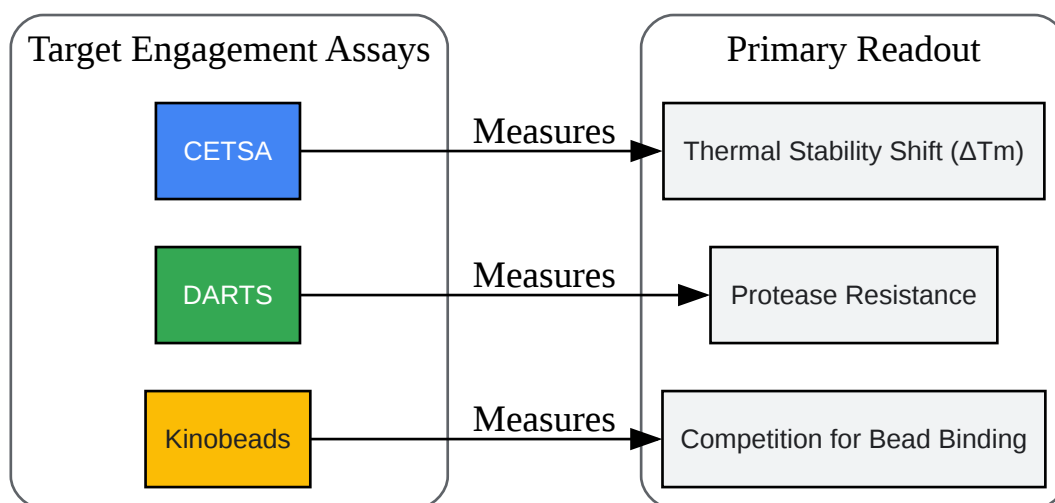 Target Engagement Assays
Primary Readout
CETSA
Measures
Thermal Stability Shift (ΔTm)
DARTS
Measures
Protease Resistance
Kinobeads
Measures
Competition for Bead Binding